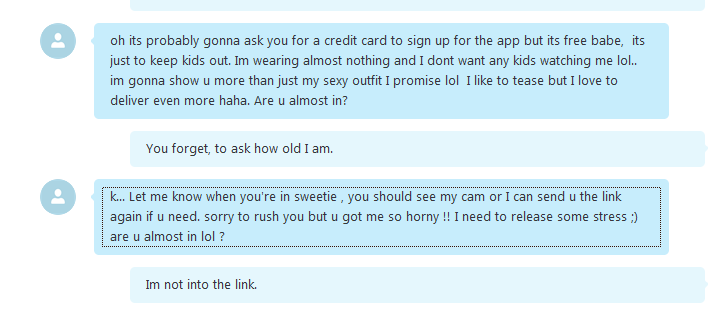 oh its probably gonna ask you for a credit card to sign up for the app but its free babe, its
just to keep kids out. Im wearing almost nothing and I dont want any kids watching me lol..
im gonna show u more than just my sexy outfit I promise lol I like to tease but I love to
deliver even more haha. Are u almost in?
You forget, to ask how old I am.
k... Let me know when you're in sweetie , you should see my cam or I can send u the link
again if u need. sorry to rush you but u got me so horny !! I need to release some stress ;)
are u almost in lol ?
Im not into the link.